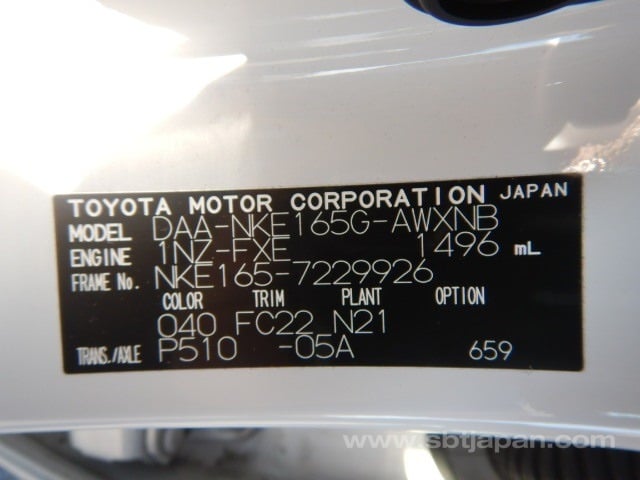 TOYOTA MOTOR CORPORATION JAPAN
MODEL DAA-NKE165G-AWXNB
ENGINE 1NZ-FXE 1496 mL
FRAME No. NKE165-7229926
COLOR TRIM PLANT OPTION
040 FC22 N21
TRANS./AXLE P510 -05A 659
www.sbtjapan.com